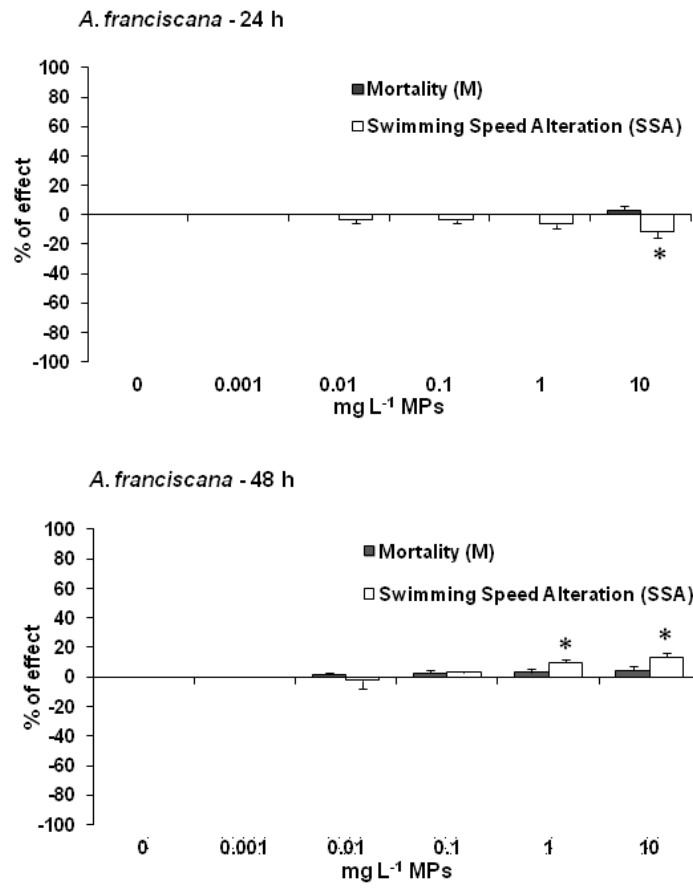 A. franciscana - 24 h
100
80
60
40
20
0
-20
-40
-60
-80
-100
% of effect
Mortality (M)
Swimming Speed Alteration (SSA)
*
0 0.001 0.01 0.1 1 10
mg L⁻¹ MPs
A. franciscana - 48 h
100
80
60
40
20
0
-20
-40
-60
-80
-100
% of effect
Mortality (M)
Swimming Speed Alteration (SSA)
* *
0 0.001 0.01 0.1 1 10
mg L⁻¹ MPs